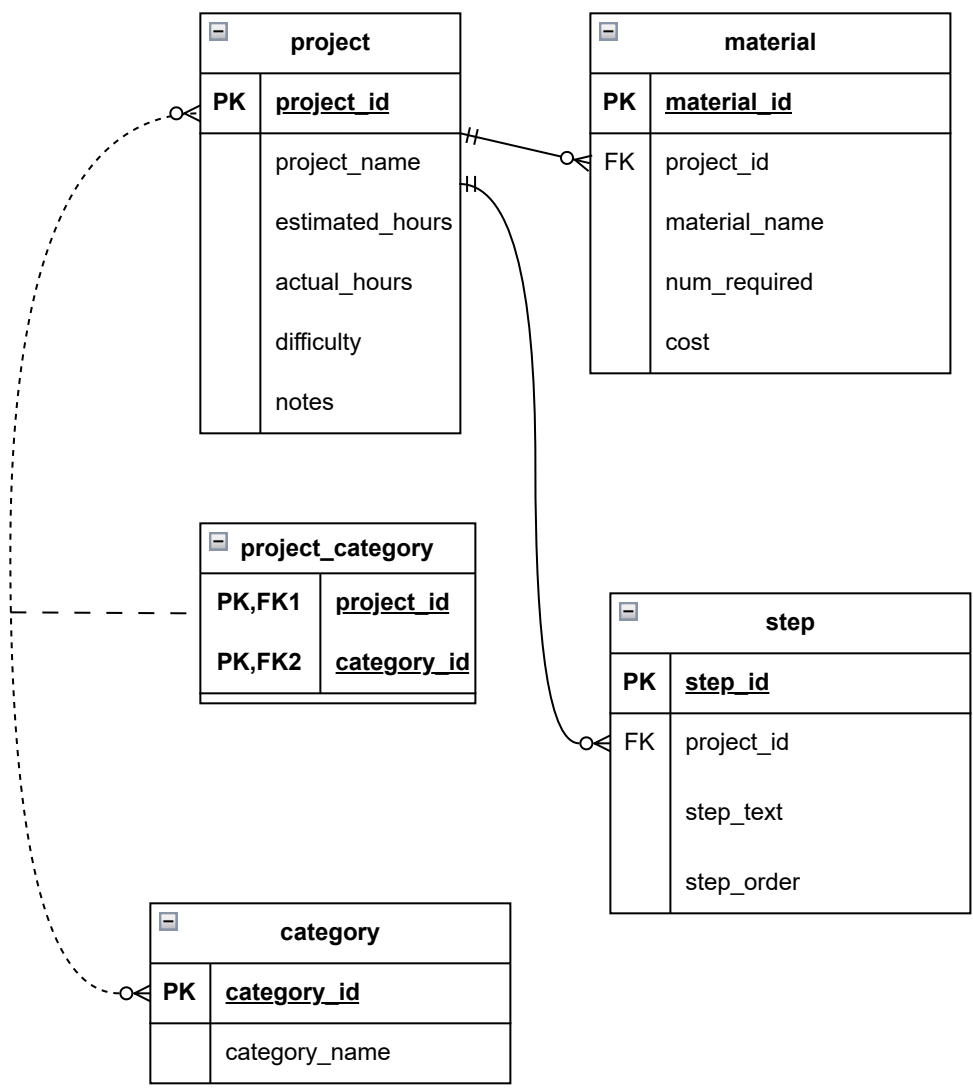 project
PK project_id
project_name
estimated_hours
actual_hours
difficulty
notes
material
PK material_id
FK project_id
material_name
num_required
cost
project_category
PK,FK1 project_id
PK,FK2 category_id
step
PK step_id
FK project_id
step_text
step_order
category
PK category_id
category_name